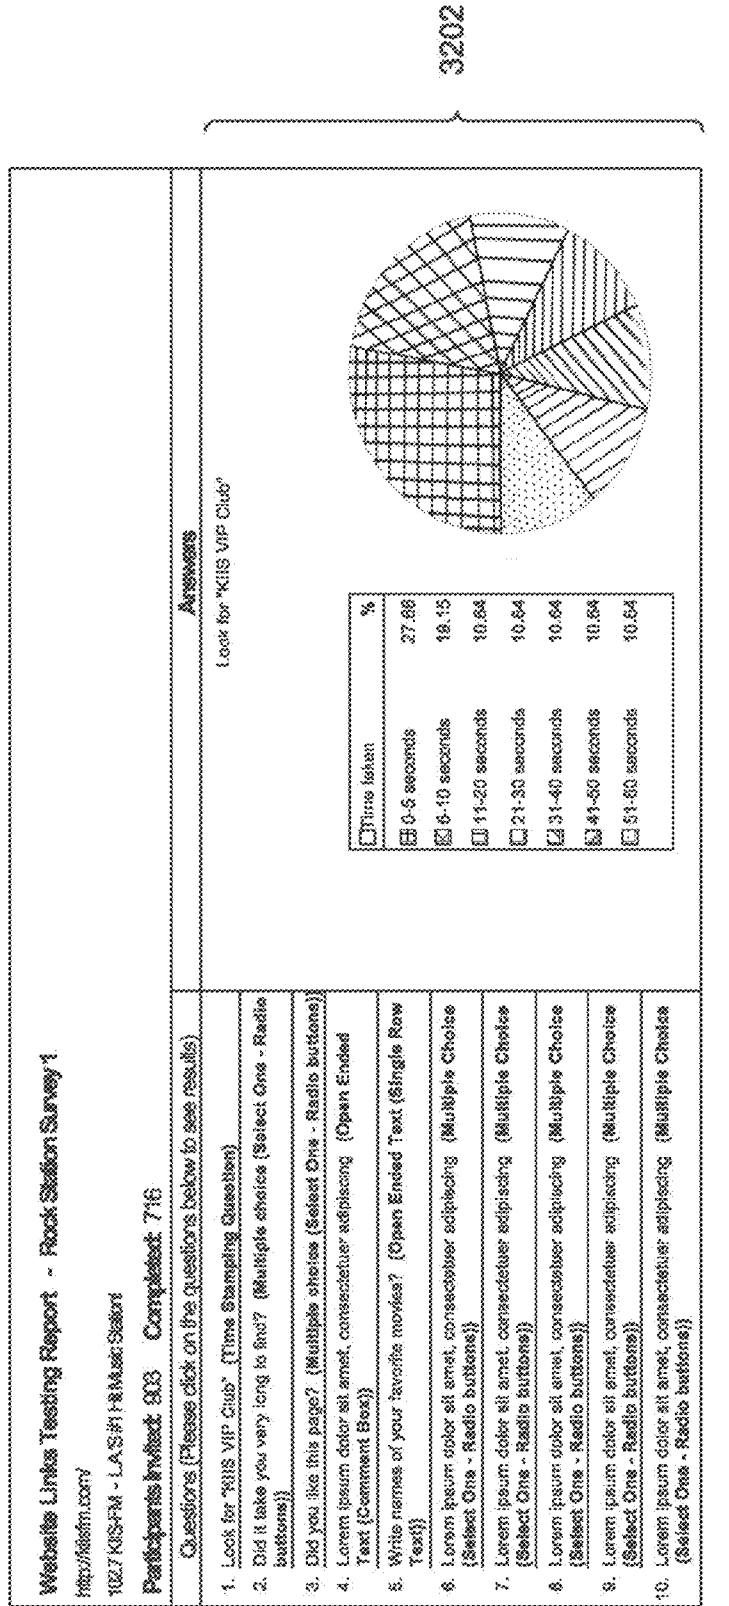 3202
Website Links Testing Report - Rock Station Survey 1
http://kiisfm.com/
102.7 KIIS-FM - L.A.'S #1 Hit Music Station!
Participants Invited: 803 Completed: 716
Questions (Please click on the questions below to see results)
Answers
1. Look for "KIIS VIP Club" (Time Stamping Question)
2. Did it take you very long to find? (Multiple choice (Select One - Radio
buttons))
3. Did you like this page? (Multiple choice (Select One - Radio buttons))
4. Lorem ipsum dolor sit amet, consectetuer adipiscing (Open Ended
Text (Comment Box))
5. Write names of your favorite movies? (Open Ended Text (Single Row
Text))
6. Lorem ipsum dolor sit amet, consectetuer adipiscing (Multiple Choice
(Select One - Radio buttons))
7. Lorem ipsum dolor sit amet, consectetuer adipiscing (Multiple Choice
(Select One - Radio buttons))
8. Lorem ipsum dolor sit amet, consectetuer adipiscing (Multiple Choice
(Select One - Radio buttons))
9. Lorem ipsum dolor sit amet, consectetuer adipiscing (Multiple Choice
(Select One - Radio buttons))
10. Lorem ipsum dolor sit amet, consectetuer adipiscing (Multiple Choice
(Select One - Radio buttons))
Look for "KIIS VIP Club"
Time taken %
0-5 seconds 27.66
6-10 seconds 19.15
11-20 seconds 10.64
21-30 seconds 10.64
31-40 seconds 10.64
41-50 seconds 10.64
51-60 seconds 10.64